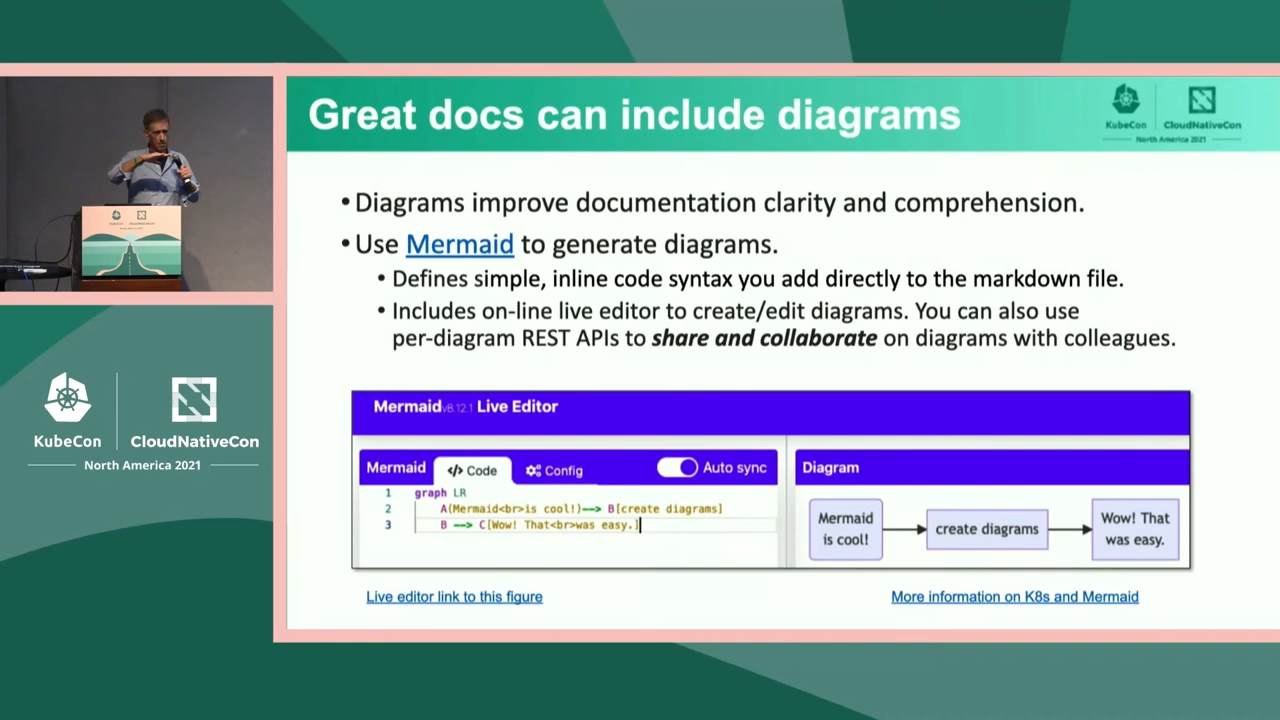 Great docs can include diagrams
KubeCon
CloudNativeCon
North America 2021
• Diagrams improve documentation clarity and comprehension.
• Use Mermaid to generate diagrams.
• Defines simple, inline code syntax you add directly to the markdown file.
• Includes on-line live editor to create/edit diagrams. You can also use
per-diagram REST APIs to share and collaborate on diagrams with colleagues.
Mermaid v8.12.1 Live Editor
Mermaid
</> Code
Config
Auto sync
1 graph LR
2 A(Mermaid<br>is cool!)--> B[create diagrams]
3 B --> C[Wow! That<br>was easy.]
Diagram
Mermaid
is cool!
create diagrams
Wow! That
was easy.
Live editor link to this figure
More information on K8s and Mermaid
KubeCon
CloudNativeCon
North America 2021